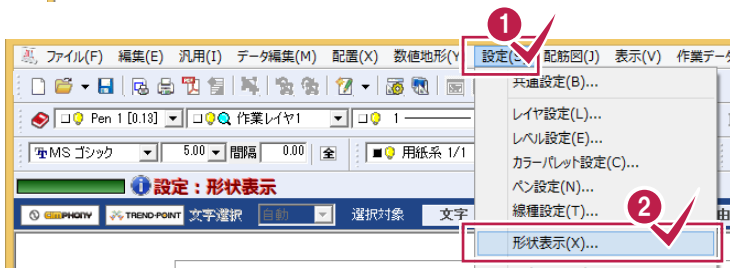 1
ファイル(F) 編集(E) 汎用(I) データ編集(M) 配置(X) 数値地形(Y 設定(S 配筋図(J) 表示(V) 作業データ
共通設定(B)...
Pen 1 [0.13] 作業レイヤ1 1
レイヤ設定(L)...
レベル設定(E)...
MS ゴシック 5.00 間隔 0.00 全 用紙系 1/1
カラーパレット設定(C)...
ペン設定(N)...
設定：形状表示
線種設定(T)...
2
TREND-POINT 文字選択 自動 選択対象 文字
形状表示(X)...